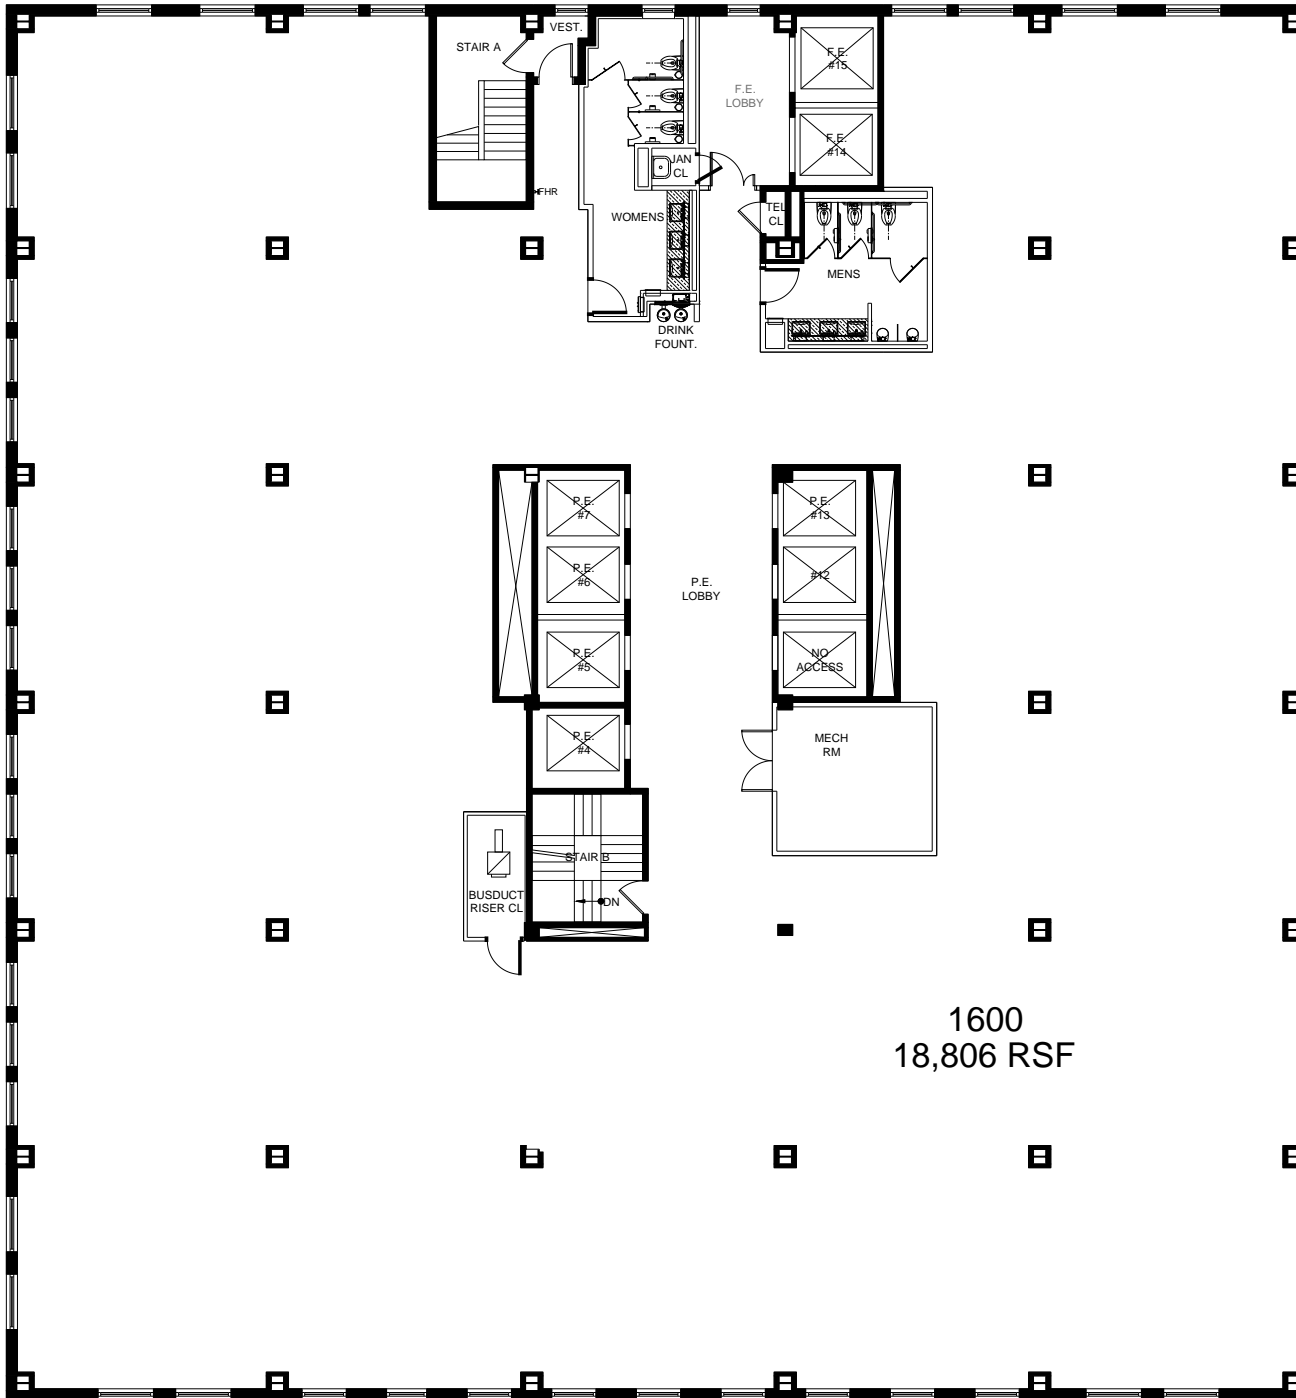 VEST.
STAIR A
F.E.
#15
F.E.
LOBBY
F.E.
#14
JAN
CL
FHR
WOMENS
TEL
CL
MENS
DRINK
FOUNT.
P.E.
#7
P.E.
#13
P.E.
#6
#12
P.E.
LOBBY
P.E.
#5
NO
ACCESS
P.E.
#4
MECH
RM
STAIR B
BUSDUCT
RISER CL
DN
1600
18,806 RSF